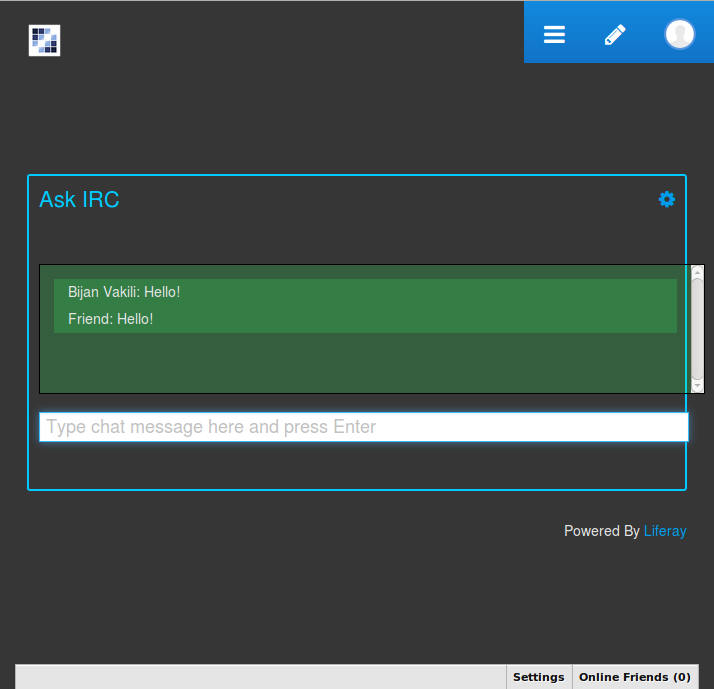 Ask IRC
Bijan Vakili: Hello!
Friend: Hello!
Type chat message here and press Enter
Powered By Liferay
Settings
Online Friends (0)